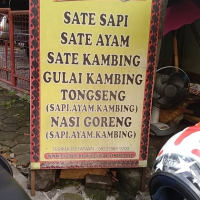 SATE SAPI
SATE AYAM
SATE KAMBING
GULAI KAMBING
TONGSENG
(SAPI,AYAM,KAMBING)
NASI GORENG
(SAPI,AYAM,KAMBING)